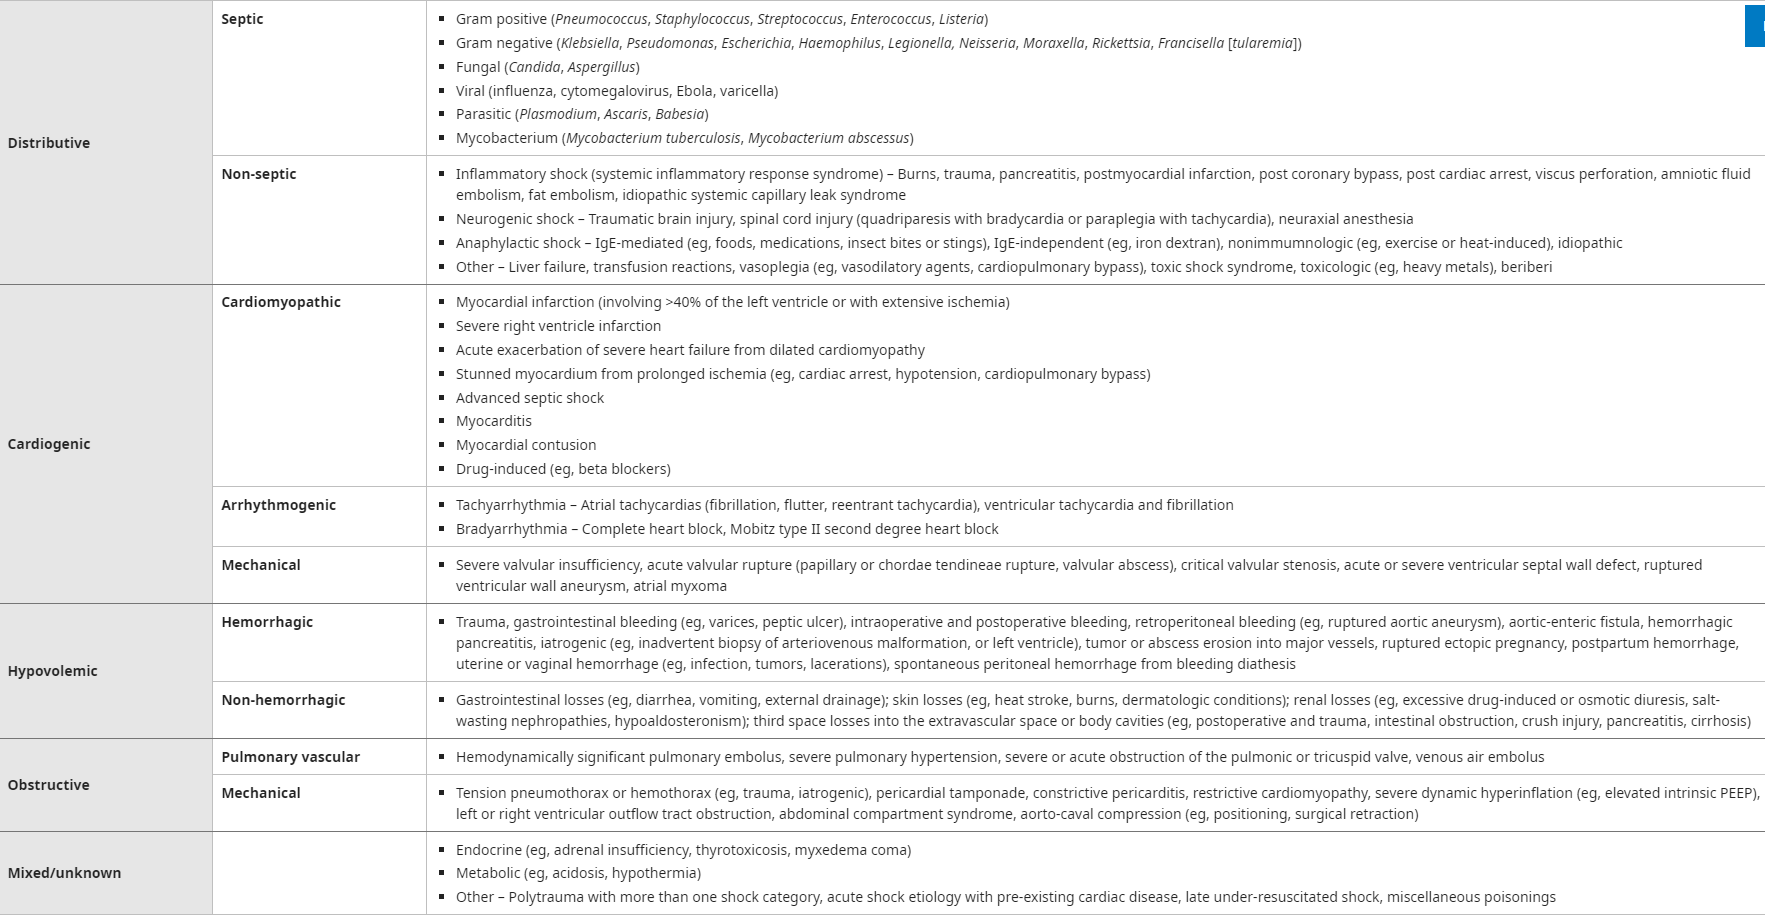 Distributive
Septic
▪ Gram positive (Pneumococcus, Staphylococcus, Streptococcus, Enterococcus, Listeria)
▪ Gram negative (Klebsiella, Pseudomonas, Escherichia, Haemophilus, Legionella, Neisseria, Moraxella, Rickettsia, Francisella [tularemia])
▪ Fungal (Candida, Aspergillus)
▪ Viral (influenza, cytomegalovirus, Ebola, varicella)
▪ Parasitic (Plasmodium, Ascaris, Babesia)
▪ Mycobacterium (Mycobacterium tuberculosis, Mycobacterium abscessus)
Non-septic
▪ Inflammatory shock (systemic inflammatory response syndrome) – Burns, trauma, pancreatitis, postmyocardial infarction, post coronary bypass, post cardiac arrest, viscus perforation, amniotic fluid
embolism, fat embolism, idiopathic systemic capillary leak syndrome
▪ Neurogenic shock – Traumatic brain injury, spinal cord injury (quadriparesis with bradycardia or paraplegia with tachycardia), neuraxial anesthesia
▪ Anaphylactic shock – IgE-mediated (eg, foods, medications, insect bites or stings), IgE-independent (eg, iron dextran), nonimmumnologic (eg, exercise or heat-induced), idiopathic
▪ Other – Liver failure, transfusion reactions, vasoplegia (eg, vasodilatory agents, cardiopulmonary bypass), toxic shock syndrome, toxicologic (eg, heavy metals), beriberi
Cardiogenic
Cardiomyopathic
▪ Myocardial infarction (involving >40% of the left ventricle or with extensive ischemia)
▪ Severe right ventricle infarction
▪ Acute exacerbation of severe heart failure from dilated cardiomyopathy
▪ Stunned myocardium from prolonged ischemia (eg, cardiac arrest, hypotension, cardiopulmonary bypass)
▪ Advanced septic shock
▪ Myocarditis
▪ Myocardial contusion
▪ Drug-induced (eg, beta blockers)
Arrhythmogenic
▪ Tachyarrhythmia – Atrial tachycardias (fibrillation, flutter, reentrant tachycardia), ventricular tachycardia and fibrillation
▪ Bradyarrhythmia – Complete heart block, Mobitz type II second degree heart block
Mechanical
▪ Severe valvular insufficiency, acute valvular rupture (papillary or chordae tendineae rupture, valvular abscess), critical valvular stenosis, acute or severe ventricular septal wall defect, ruptured
ventricular wall aneurysm, atrial myxoma
Hypovolemic
Hemorrhagic
▪ Trauma, gastrointestinal bleeding (eg, varices, peptic ulcer), intraoperative and postoperative bleeding, retroperitoneal bleeding (eg, ruptured aortic aneurysm), aortic-enteric fistula, hemorrhagic
pancreatitis, iatrogenic (eg, inadvertent biopsy of arteriovenous malformation, or left ventricle), tumor or abscess erosion into major vessels, ruptured ectopic pregnancy, postpartum hemorrhage,
uterine or vaginal hemorrhage (eg, infection, tumors, lacerations), spontaneous peritoneal hemorrhage from bleeding diathesis
Non-hemorrhagic
▪ Gastrointestinal losses (eg, diarrhea, vomiting, external drainage); skin losses (eg, heat stroke, burns, dermatologic conditions); renal losses (eg, excessive drug-induced or osmotic diuresis, salt-
wasting nephropathies, hypoaldosteronism); third space losses into the extravascular space or body cavities (eg, postoperative and trauma, intestinal obstruction, crush injury, pancreatitis, cirrhosis)
Obstructive
Pulmonary vascular
▪ Hemodynamically significant pulmonary embolus, severe pulmonary hypertension, severe or acute obstruction of the pulmonic or tricuspid valve, venous air embolus
Mechanical
▪ Tension pneumothorax or hemothorax (eg, trauma, iatrogenic), pericardial tamponade, constrictive pericarditis, restrictive cardiomyopathy, severe dynamic hyperinflation (eg, elevated intrinsic PEEP),
left or right ventricular outflow tract obstruction, abdominal compartment syndrome, aorto-caval compression (eg, positioning, surgical retraction)
Mixed/unknown
▪ Endocrine (eg, adrenal insufficiency, thyrotoxicosis, myxedema coma)
▪ Metabolic (eg, acidosis, hypothermia)
▪ Other – Polytrauma with more than one shock category, acute shock etiology with pre-existing cardiac disease, late under-resuscitated shock, miscellaneous poisonings